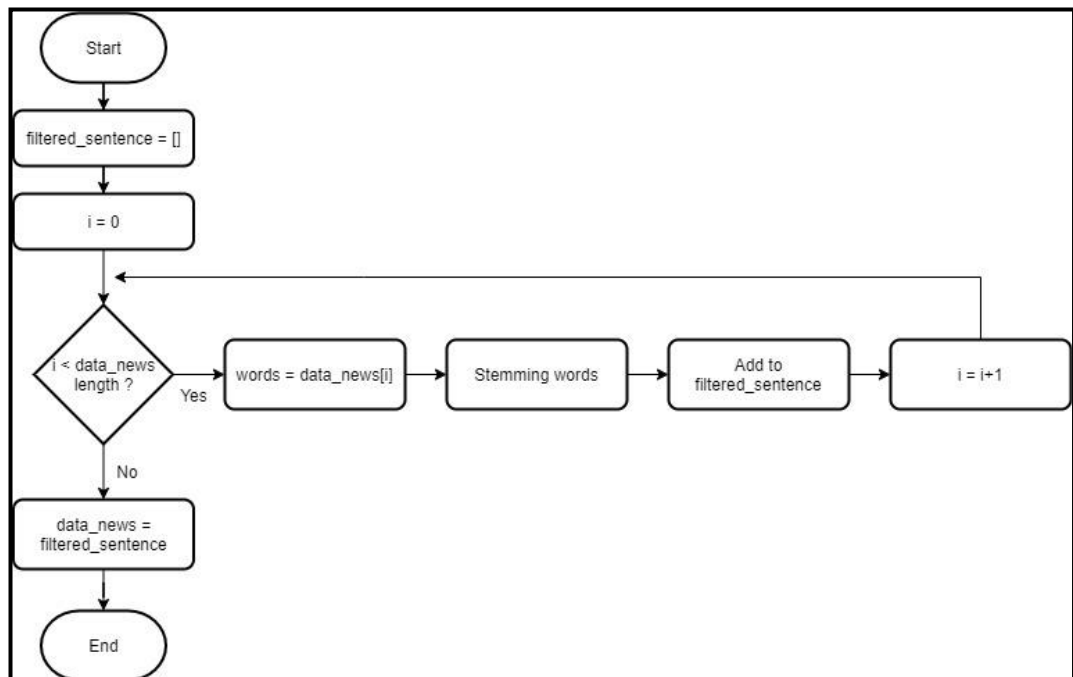 Start
filtered_sentence = []
i = 0
i < data_news
length ?
Yes
words = data_news[i]
Stemming words
Add to
filtered_sentence
i = i+1
No
data_news =
filtered_sentence
End